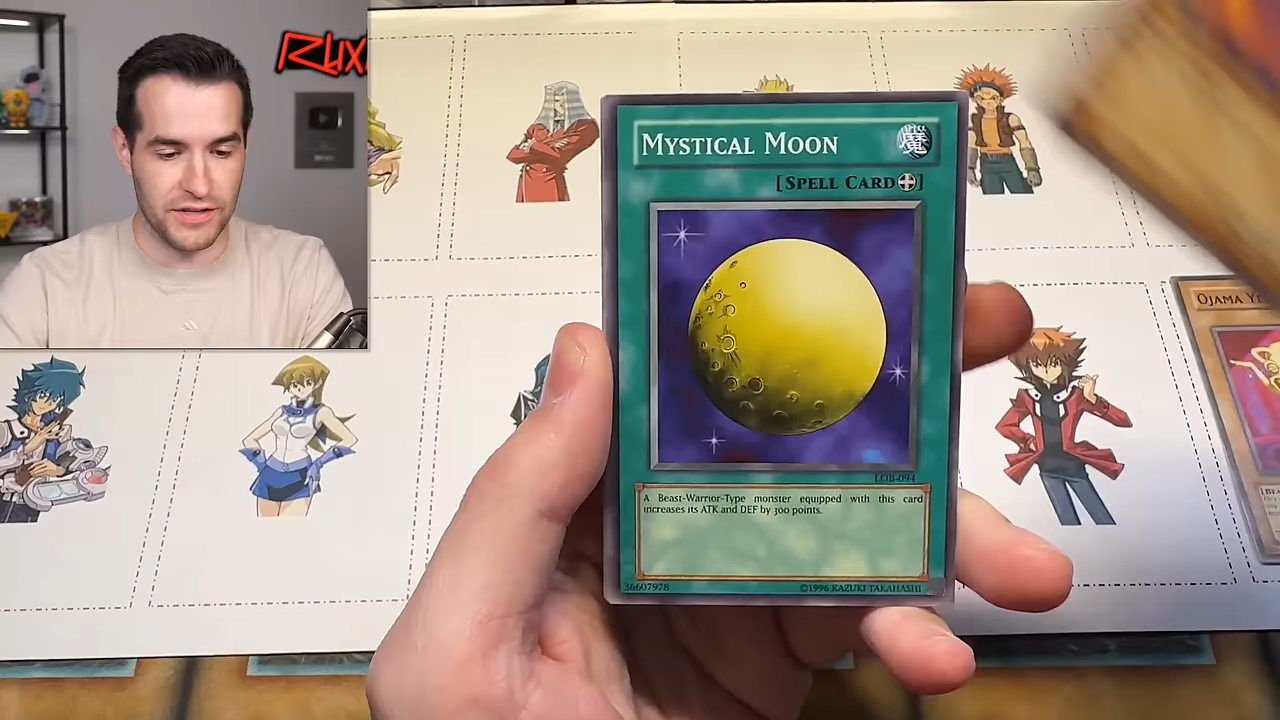 Rux
MYSTICAL MOON
魔
[SPELL CARD]
LOB-094
A Beast-Warrior-Type monster equipped with this card
increases its ATK and DEF by 300 points.
36607978
©1996 KAZUKI TAKAHASHI
OJAMA YE